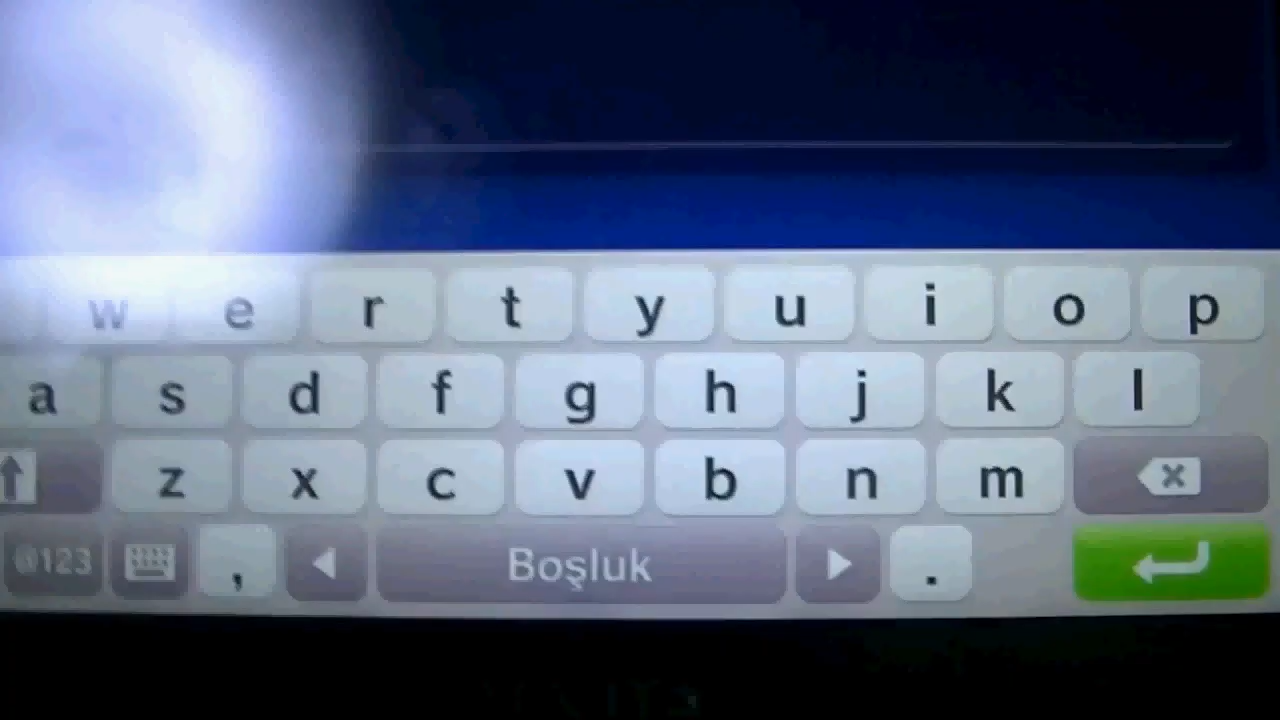 w e r t y u i o p
a s d f g h j k l
z x c v b n m
@123 , Boşluk .